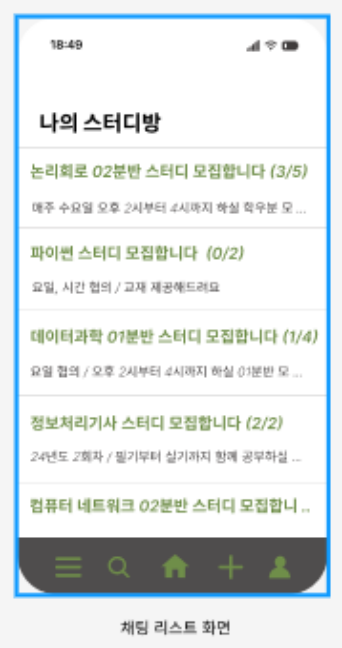 18:49
나의 스터디방
논리회로 02분반 스터디 모집합니다 (3/5)
매주 수요일 오후 2시부터 4시까지 하실 학우분 모 ...
파이썬 스터디 모집합니다 (0/2)
요일, 시간 협의 / 교재 제공해드려요
데이터과학 01분반 스터디 모집합니다 (1/4)
요일 협의 / 오후 2시부터 4시까지 하실 01분반 모 ...
정보처리기사 스터디 모집합니다 (2/2)
24년도 2회차 / 필기부터 실기까지 함께 공부하실 ...
컴퓨터 네트워크 02분반 스터디 모집합니 ..
채팅 리스트 화면